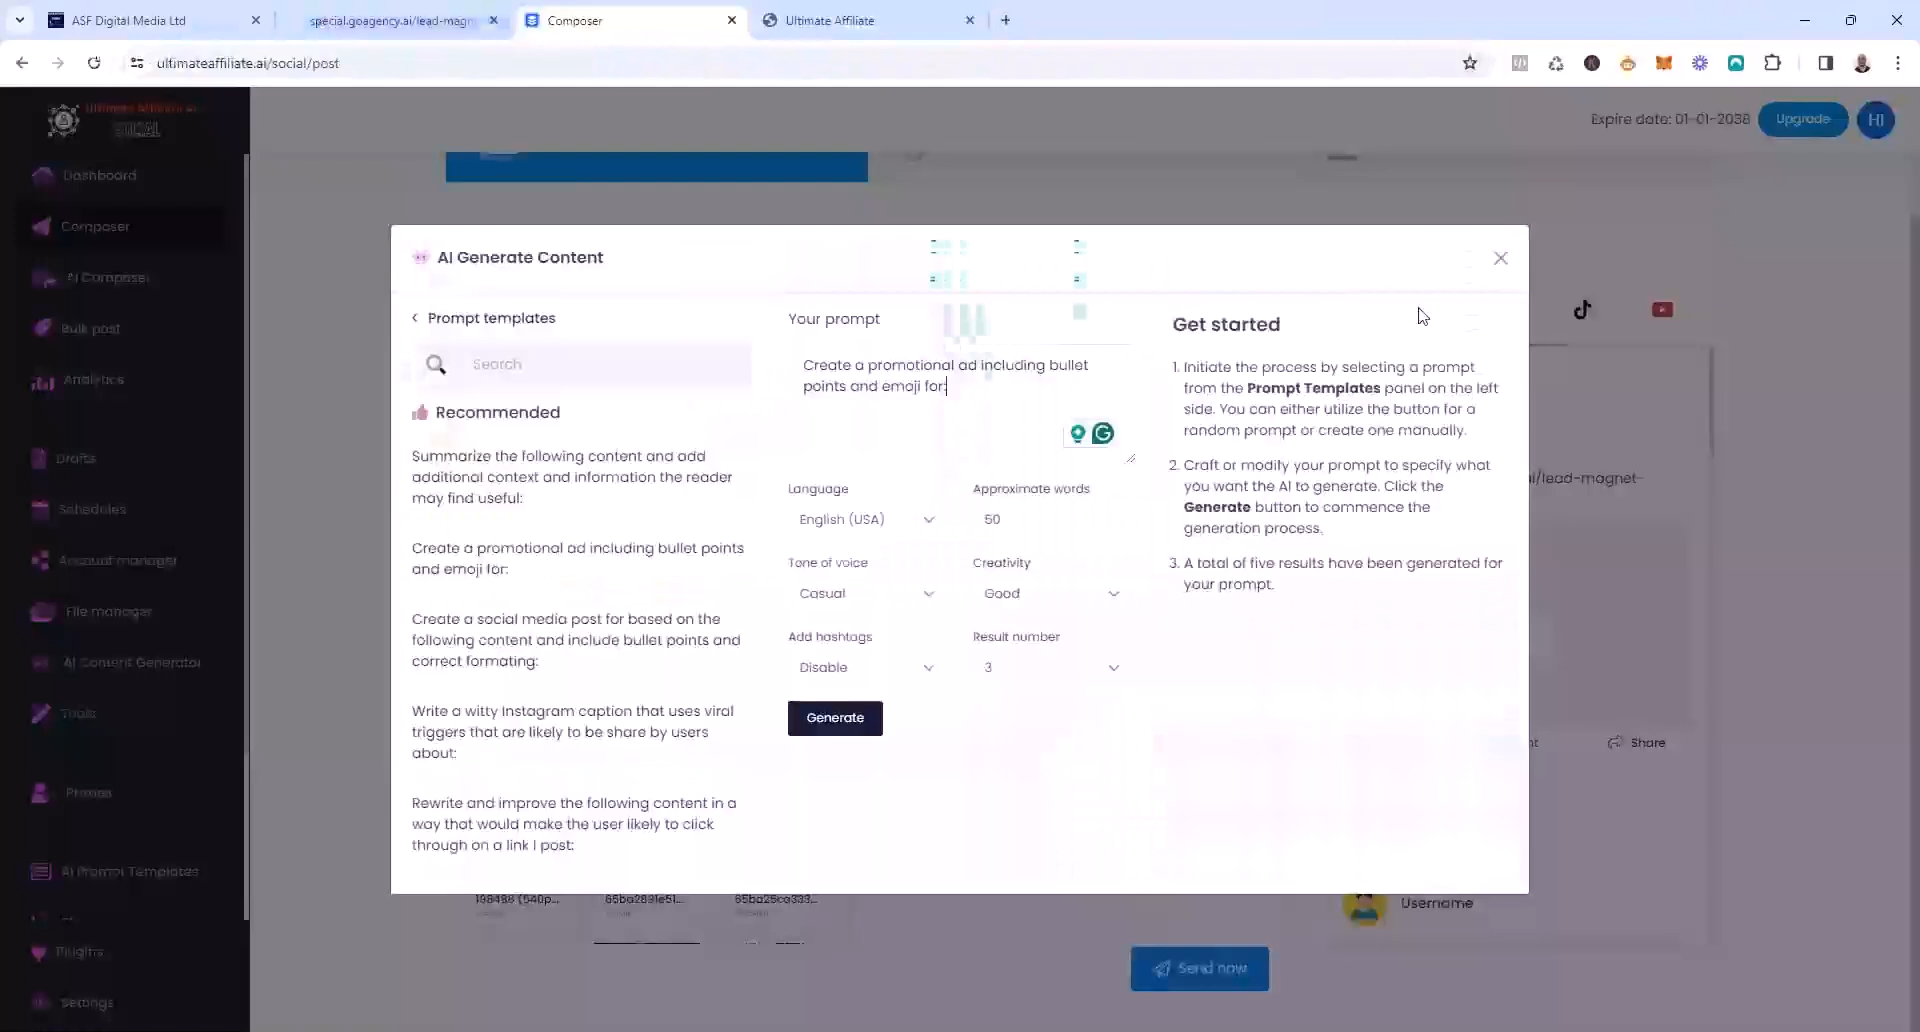 ASF Digital Media Ltd
special.goagency.ai/lead-magn
Composer
Ultimate Affiliate
ultimateaffiliate.ai/social/post
Ultimate Affiliate AI
SOCIAL
Expire date: 01-01-2038
Upgrade
HI
Dashboard
Composer
AI Composer
Bulk post
Analytics
Drafts
Schedules
Account manager
File manager
AI Content Generator
Tools
Proxies
AI Prompt Templates
Plugins
Settings
AI Generate Content
Prompt templates
Search
Recommended
Summarize the following content and add
additional context and information the reader
may find useful:
Create a promotional ad including bullet points
and emoji for:
Create a social media post for based on the
following content and include bullet points and
correct formating:
Write a witty Instagram caption that uses viral
triggers that are likely to be share by users
about:
Rewrite and improve the following content in a
way that would make the user likely to click
through on a link I post:
Your prompt
Create a promotional ad including bullet
points and emoji for:
Language
Approximate words
English (USA)
50
Tone of voice
Creativity
Casual
Good
Add hashtags
Result number
Disable
3
Generate
Get started
1. Initiate the process by selecting a prompt
from the Prompt Templates panel on the left
side. You can either utilize the button for a
random prompt or create one manually.
2. Craft or modify your prompt to specify what
you want the AI to generate. Click the
Generate button to commence the
generation process.
3. A total of five results have been generated for
your prompt.
ai/lead-magnet-
nt
Share
198486 (540p...
65ba2891e51...
65ba25ca333...
Username
Send now